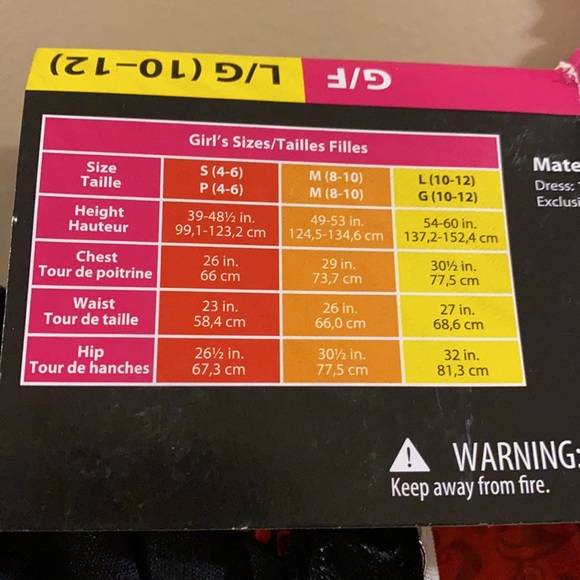 L/G (10–12) G/F
Girl's Sizes/Tailles Filles
Size S (4-6) M (8-10) L (10-12)
Taille P (4-6) M (8-10) G (10-12)
Height 39-48½ in. 49-53 in. 54-60 in.
Hauteur 99,1-123,2 cm 124,5-134,6 cm 137,2-152,4 cm
Chest 26 in. 29 in. 30½ in.
Tour de poitrine 66 cm 73,7 cm 77,5 cm
Waist 23 in. 26 in. 27 in.
Tour de taille 58,4 cm 66,0 cm 68,6 cm
Hip 26½ in. 30½ in. 32 in.
Tour de hanches 67,3 cm 77,5 cm 81,3 cm
Mate
Dress:
Exclusi
WARNING:
Keep away from fire.